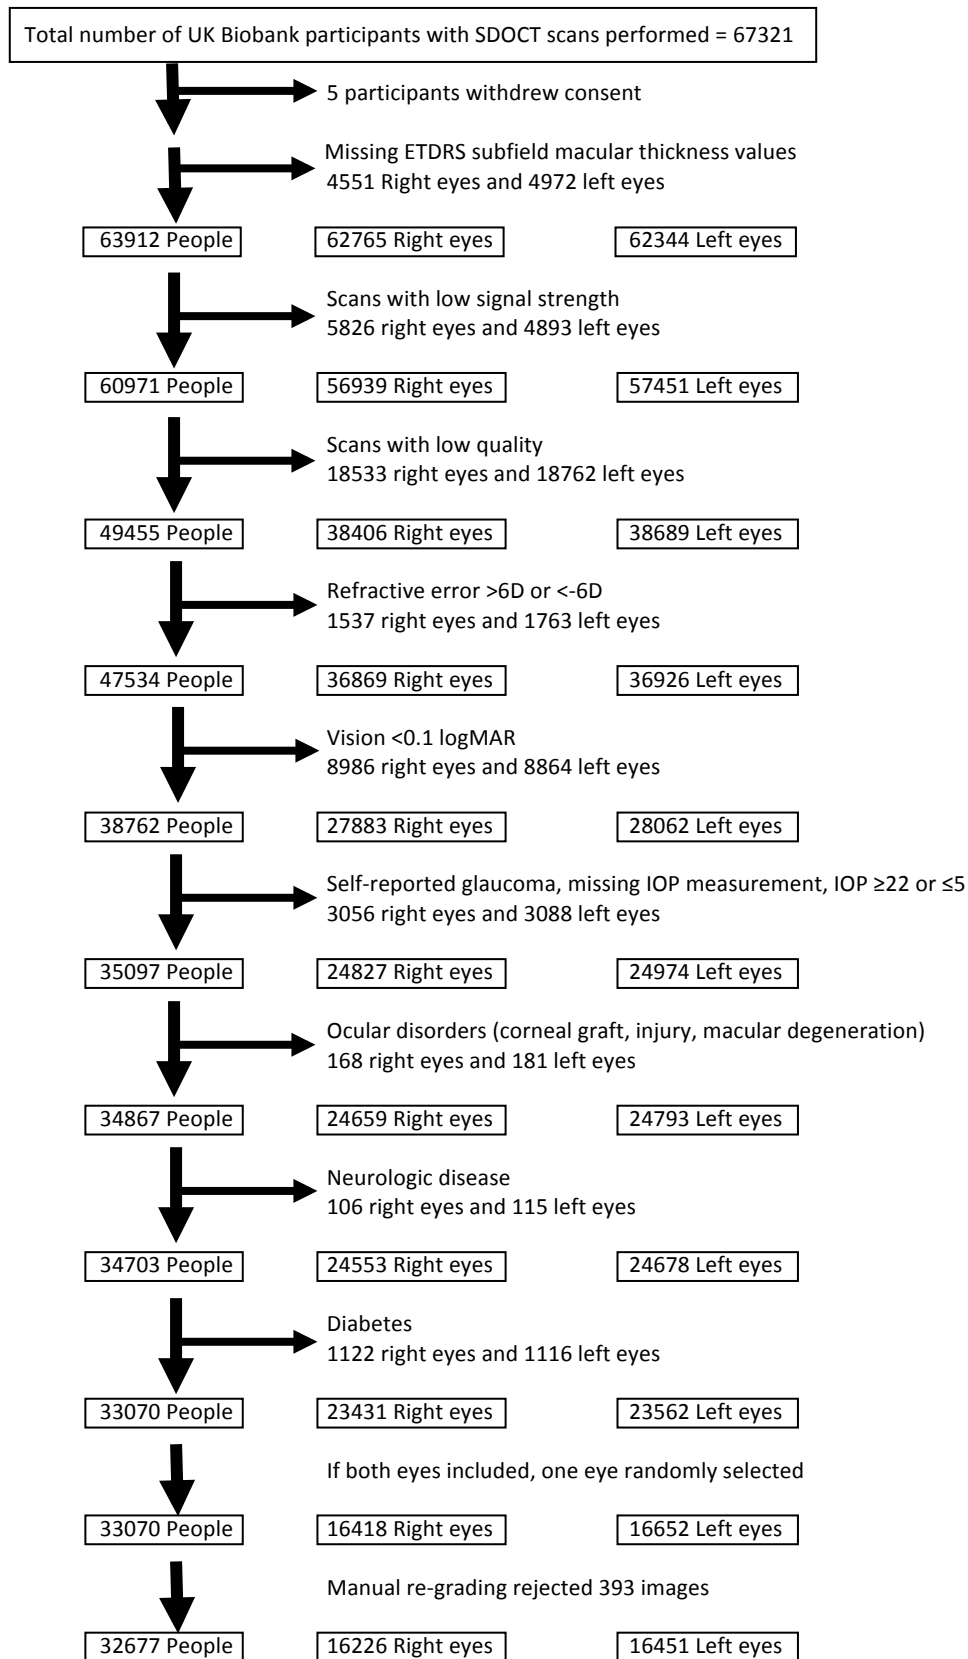 Total number of UK Biobank participants with SDOCT scans performed = 67321
5 participants withdrew consent
Missing ETDRS subfield macular thickness values
4551 Right eyes and 4972 left eyes
63912 People 62765 Right eyes 62344 Left eyes
Scans with low signal strength
5826 right eyes and 4893 left eyes
60971 People 56939 Right eyes 57451 Left eyes
Scans with low quality
18533 right eyes and 18762 left eyes
49455 People 38406 Right eyes 38689 Left eyes
Refractive error >6D or <-6D
1537 right eyes and 1763 left eyes
47534 People 36869 Right eyes 36926 Left eyes
Vision <0.1 logMAR
8986 right eyes and 8864 left eyes
38762 People 27883 Right eyes 28062 Left eyes
Self-reported glaucoma, missing IOP measurement, IOP ≥22 or ≤5
3056 right eyes and 3088 left eyes
35097 People 24827 Right eyes 24974 Left eyes
Ocular disorders (corneal graft, injury, macular degeneration)
168 right eyes and 181 left eyes
34867 People 24659 Right eyes 24793 Left eyes
Neurologic disease
106 right eyes and 115 left eyes
34703 People 24553 Right eyes 24678 Left eyes
Diabetes
1122 right eyes and 1116 left eyes
33070 People 23431 Right eyes 23562 Left eyes
If both eyes included, one eye randomly selected
33070 People 16418 Right eyes 16652 Left eyes
Manual re-grading rejected 393 images
32677 People 16226 Right eyes 16451 Left eyes